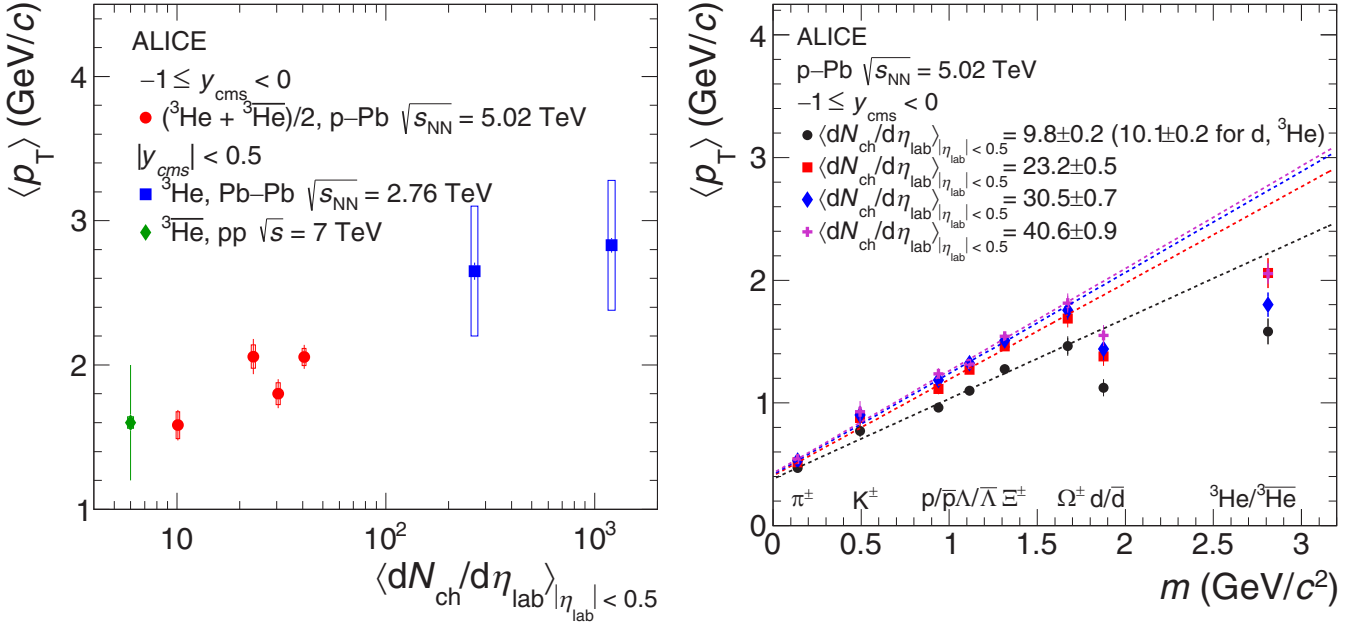 ⟨p_T⟩ (GeV/c)
4
3
2
1
ALICE
−1 ≤ y_cms < 0
(³He + ³H̅e̅)/2, p−Pb √s_NN = 5.02 TeV
|y_cms| < 0.5
³He, Pb−Pb √s_NN = 2.76 TeV
³H̅e̅, pp √s = 7 TeV
10 10² 10³
⟨dN_ch/dη_lab⟩_|η_lab| < 0.5
⟨p_T⟩ (GeV/c)
4
3
2
1
0
ALICE
p−Pb √s_NN = 5.02 TeV
−1 ≤ y_cms < 0
⟨dN_ch/dη_lab⟩_|η_lab| < 0.5 = 9.8±0.2 (10.1±0.2 for d, ³He)
⟨dN_ch/dη_lab⟩_|η_lab| < 0.5 = 23.2±0.5
⟨dN_ch/dη_lab⟩_|η_lab| < 0.5 = 30.5±0.7
⟨dN_ch/dη_lab⟩_|η_lab| < 0.5 = 40.6±0.9
π± K± p/p̅ Λ/Λ̅ Ξ± Ω± d/d̅ ³He/³H̅e̅
0 0.5 1 1.5 2 2.5 3
m (GeV/c²)